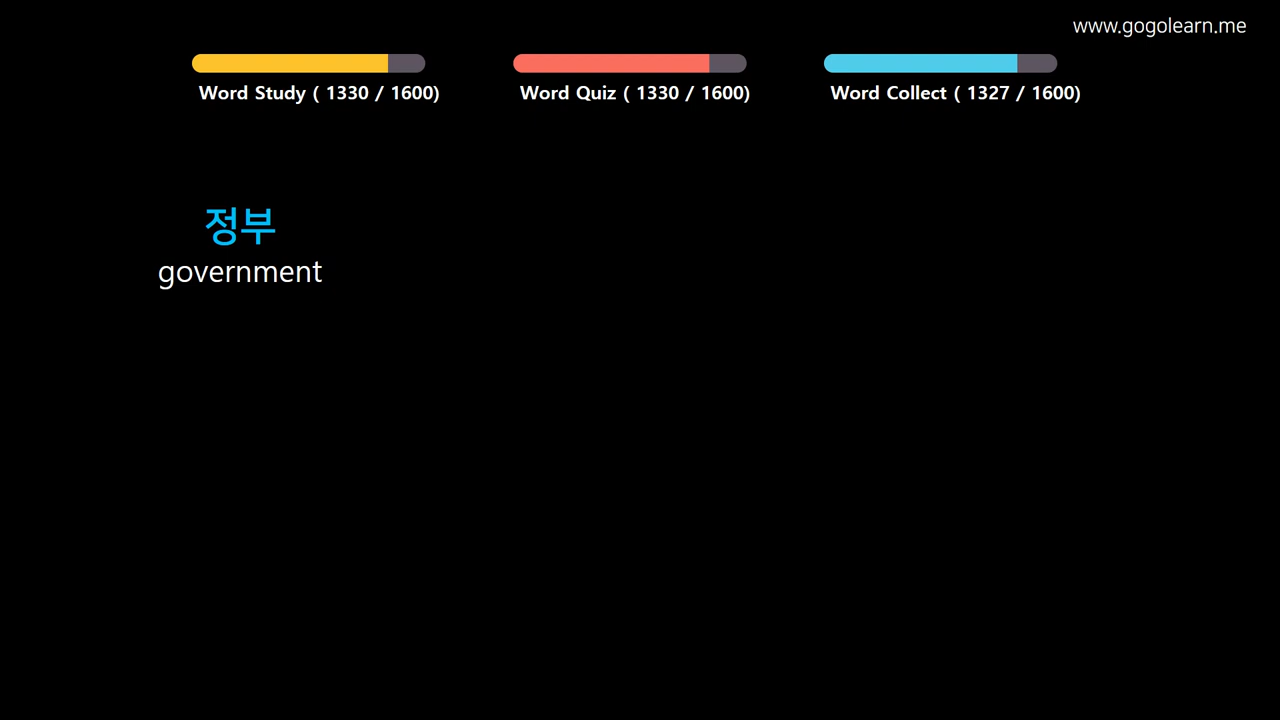 www.gogolearn.me
Word Study ( 1330 / 1600)
Word Quiz ( 1330 / 1600)
Word Collect ( 1327 / 1600)
정부
government